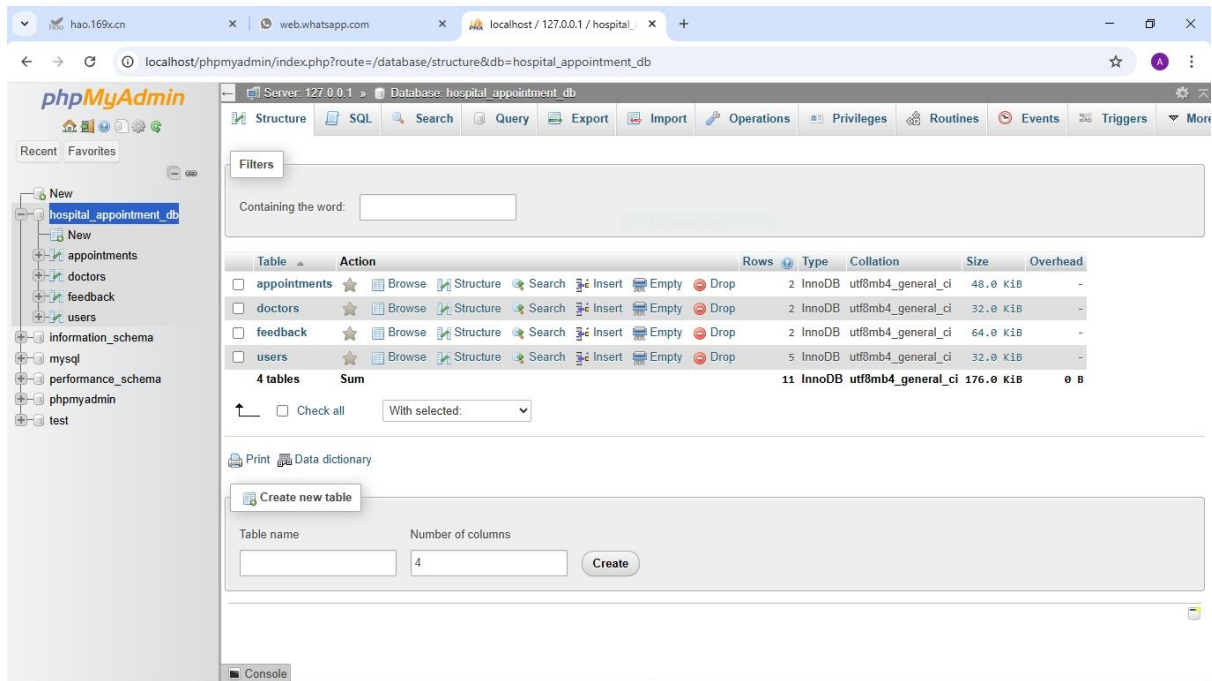 hao.169x.cn
web.whatsapp.com
localhost / 127.0.0.1 / hospital_
localhost/phpmyadmin/index.php?route=/database/structure&db=hospital_appointment_db
A
phpMyAdmin
Recent Favorites
New
hospital_appointment_db
New
appointments
doctors
feedback
users
information_schema
mysql
performance_schema
phpmyadmin
test
Server: 127.0.0.1 » Database: hospital_appointment_db
Structure SQL Search Query Export Import Operations Privileges Routines Events Triggers More
Filters
Containing the word:
Table Action Rows Type Collation Size Overhead
appointments Browse Structure Search Insert Empty Drop 2 InnoDB utf8mb4_general_ci 48.0 KiB -
doctors Browse Structure Search Insert Empty Drop 2 InnoDB utf8mb4_general_ci 32.0 KiB -
feedback Browse Structure Search Insert Empty Drop 2 InnoDB utf8mb4_general_ci 64.0 KiB -
users Browse Structure Search Insert Empty Drop 5 InnoDB utf8mb4_general_ci 32.0 KiB -
4 tables Sum 11 InnoDB utf8mb4_general_ci 176.0 KiB 0 B
Check all With selected:
Print Data dictionary
Create new table
Table name Number of columns
4 Create
Console